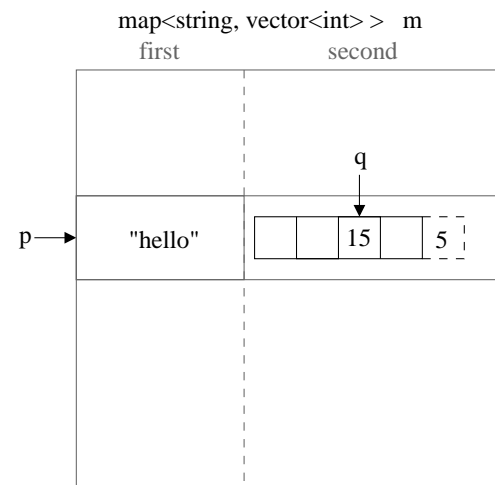 map<string, vector<int> > m
first second
q
p "hello" 15 5